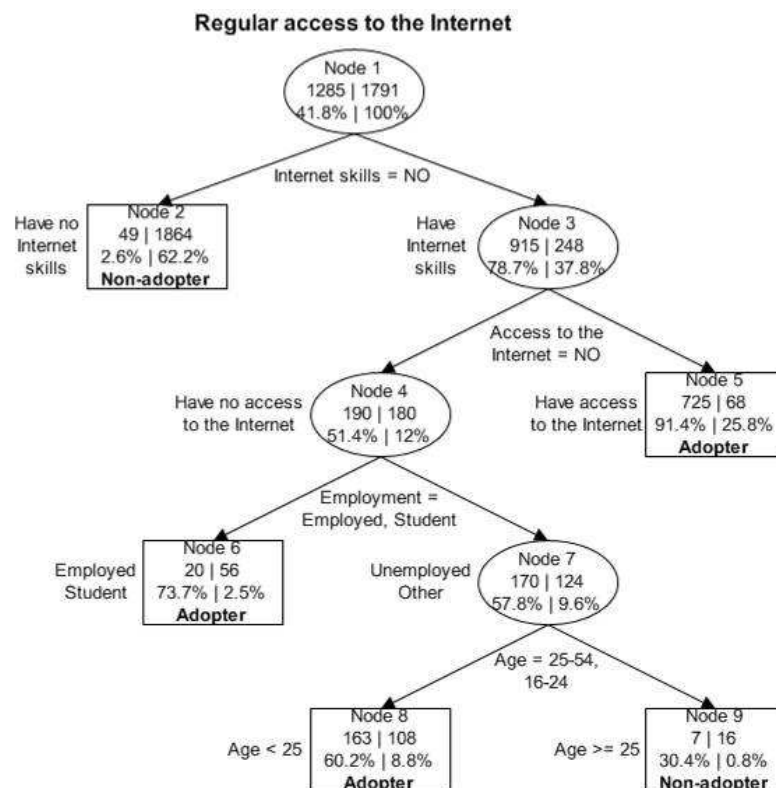 Regular access to the Internet
Node 1
1285 | 1791
41.8% | 100%
Internet skills = NO
Have no
Internet
skills
Node 2
49 | 1864
2.6% | 62.2%
Non-adopter
Have
Internet
skills
Node 3
915 | 248
78.7% | 37.8%
Access to the
Internet = NO
Have no access
to the Internet
Node 4
190 | 180
51.4% | 12%
Have access
to the Internet
Node 5
725 | 68
91.4% | 25.8%
Adopter
Employment =
Employed, Student
Employed
Student
Node 6
20 | 56
73.7% | 2.5%
Adopter
Unemployed
Other
Node 7
170 | 124
57.8% | 9.6%
Age = 25-54,
16-24
Age < 25
Node 8
163 | 108
60.2% | 8.8%
Adopter
Age >= 25
Node 9
7 | 16
30.4% | 0.8%
Non-adopter